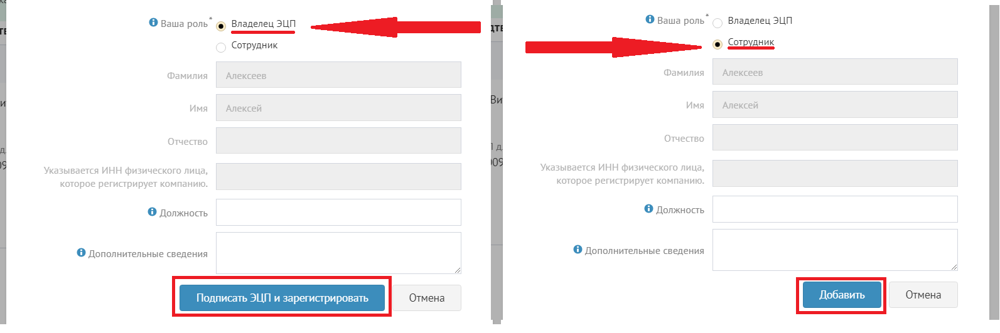 Ваша роль*
Владелец ЭЦП
Сотрудник
Фамилия
Алексеев
Имя
Алексей
Отчество
Указывается ИНН физического лица,
которое регистрирует компанию.
Должность
Дополнительные сведения
Подписать ЭЦП и зарегистрировать
Отмена
Ваша роль*
Владелец ЭЦП
Сотрудник
Фамилия
Алексеев
Имя
Алексей
Отчество
Указывается ИНН физического лица,
которое регистрирует компанию.
Должность
Дополнительные сведения
Добавить
Отмена